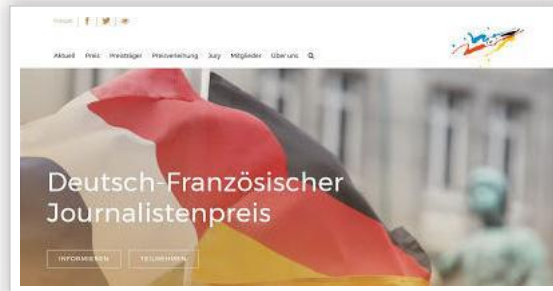 Aktuell Preis Preisträger Preisverleihung Jury Mitglieder Über uns
Deutsch-Französischer
Journalistenpreis
INFORMIEREN TEILNEHMEN